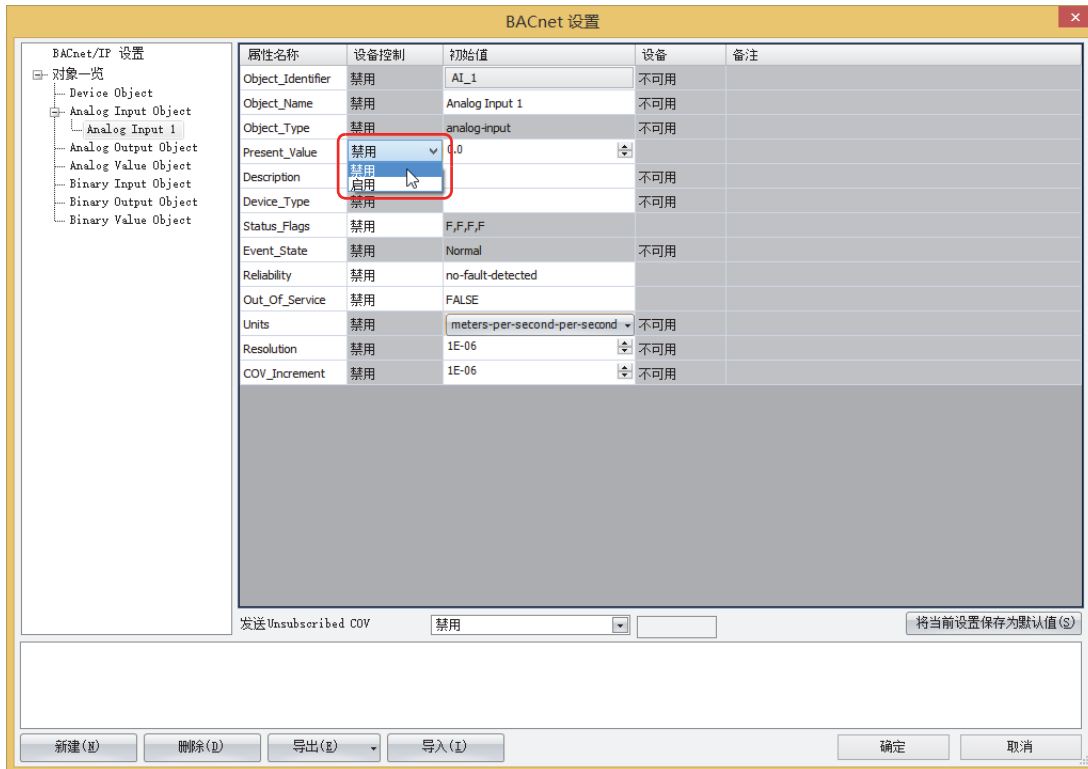 BACnet 设置
BACnet/IP 设置
对象一览
Device Object
Analog Input Object
Analog Input 1
Analog Output Object
Analog Value Object
Binary Input Object
Binary Output Object
Binary Value Object
属性名称 设备控制 初始值 设备 备注
Object_Identifier 禁用 AI_1 不可用
Object_Name 禁用 Analog Input 1 不可用
Object_Type 禁用 analog-input 不可用
Present_Value 禁用 0.0
禁用
启用
Description 不可用
Device_Type 禁用 不可用
Status_Flags 禁用 F,F,F,F
Event_State 禁用 Normal 不可用
Reliability 禁用 no-fault-detected
Out_Of_Service 禁用 FALSE
Units 禁用 meters-per-second-per-second 不可用
Resolution 禁用 1E-06 不可用
COV_Increment 禁用 1E-06 不可用
发送Unsubscribed COV 禁用 将当前设置保存为默认值(S)
新建(N) 删除(D) 导出(E) 导入(I) 确定 取消